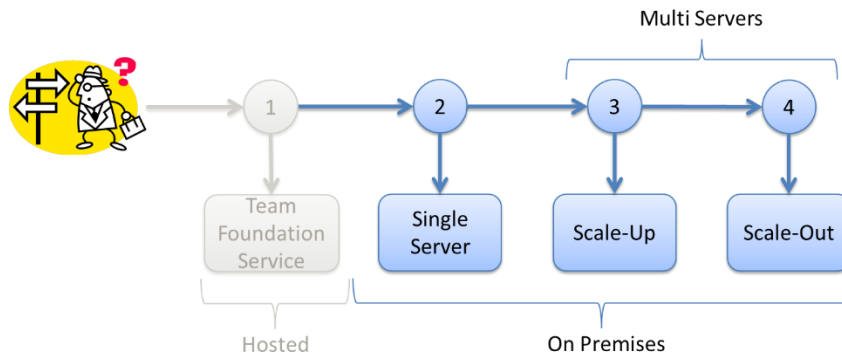 Multi Servers
?
1
2
3
4
Team
Foundation
Service
Single
Server
Scale-Up
Scale-Out
Hosted
On Premises